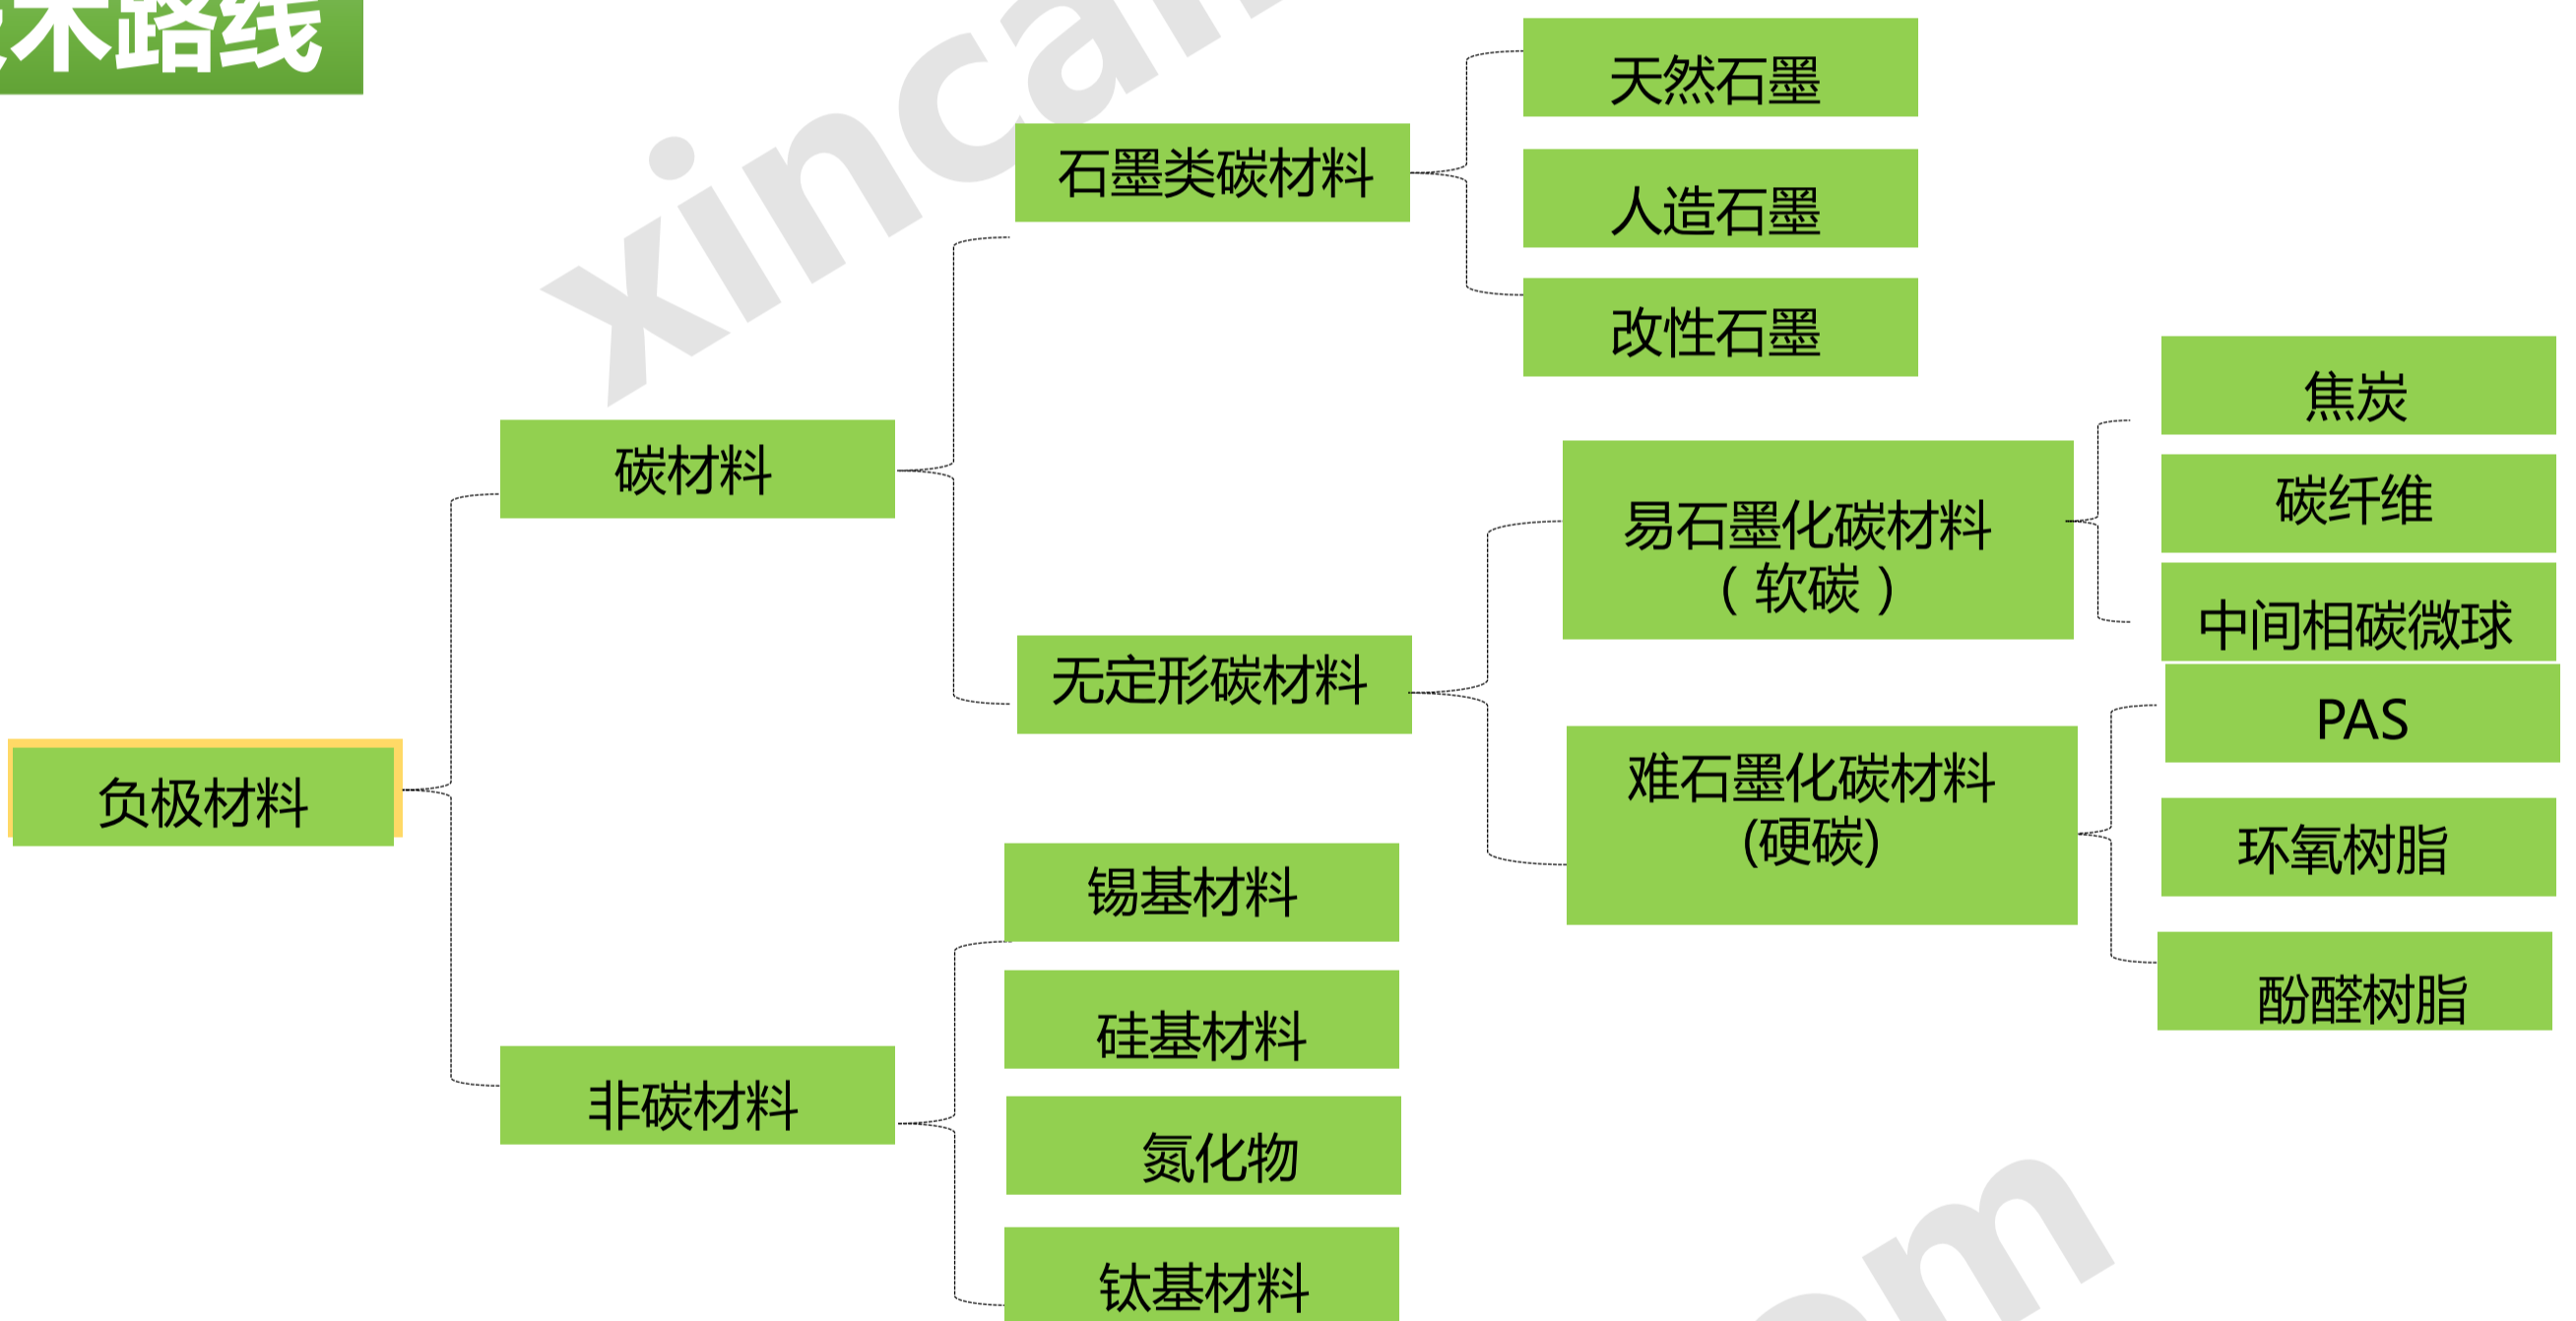 术路线
天然石墨
石墨类碳材料
人造石墨
改性石墨
焦炭
碳材料
碳纤维
易石墨化碳材料
（软碳）
中间相碳微球
无定形碳材料
PAS
难石墨化碳材料
(硬碳)
负极材料
环氧树脂
锡基材料
酚醛树脂
硅基材料
非碳材料
氮化物
钛基材料